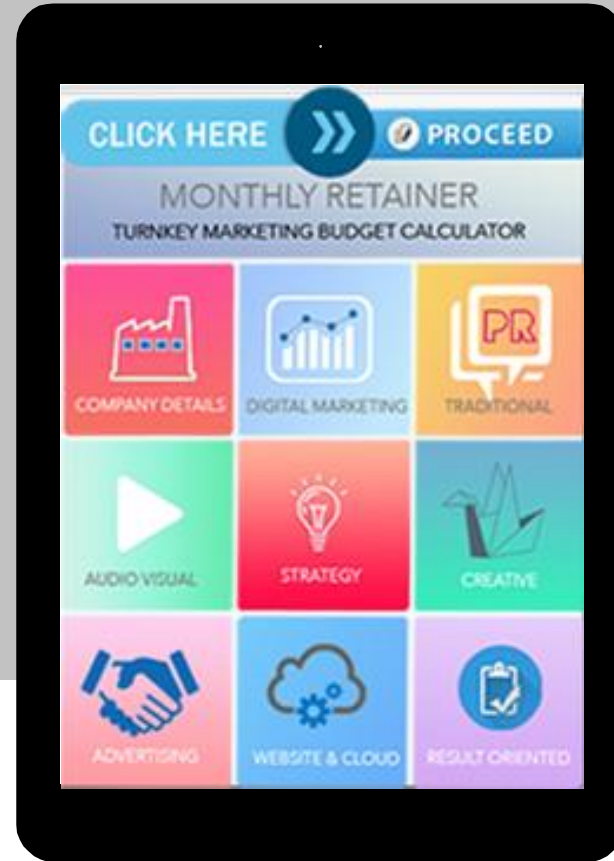 CLICK HERE
PROCEED
MONTHLY RETAINER
TURNKEY MARKETING BUDGET CALCULATOR
PR
COMPANY DETAILS
DIGITAL MARKETING
TRADITIONAL
AUDIO VISUAL
STRATEGY
CREATIVE
ADVERTISING
WEBSITE & CLOUD
RESULT ORIENTED